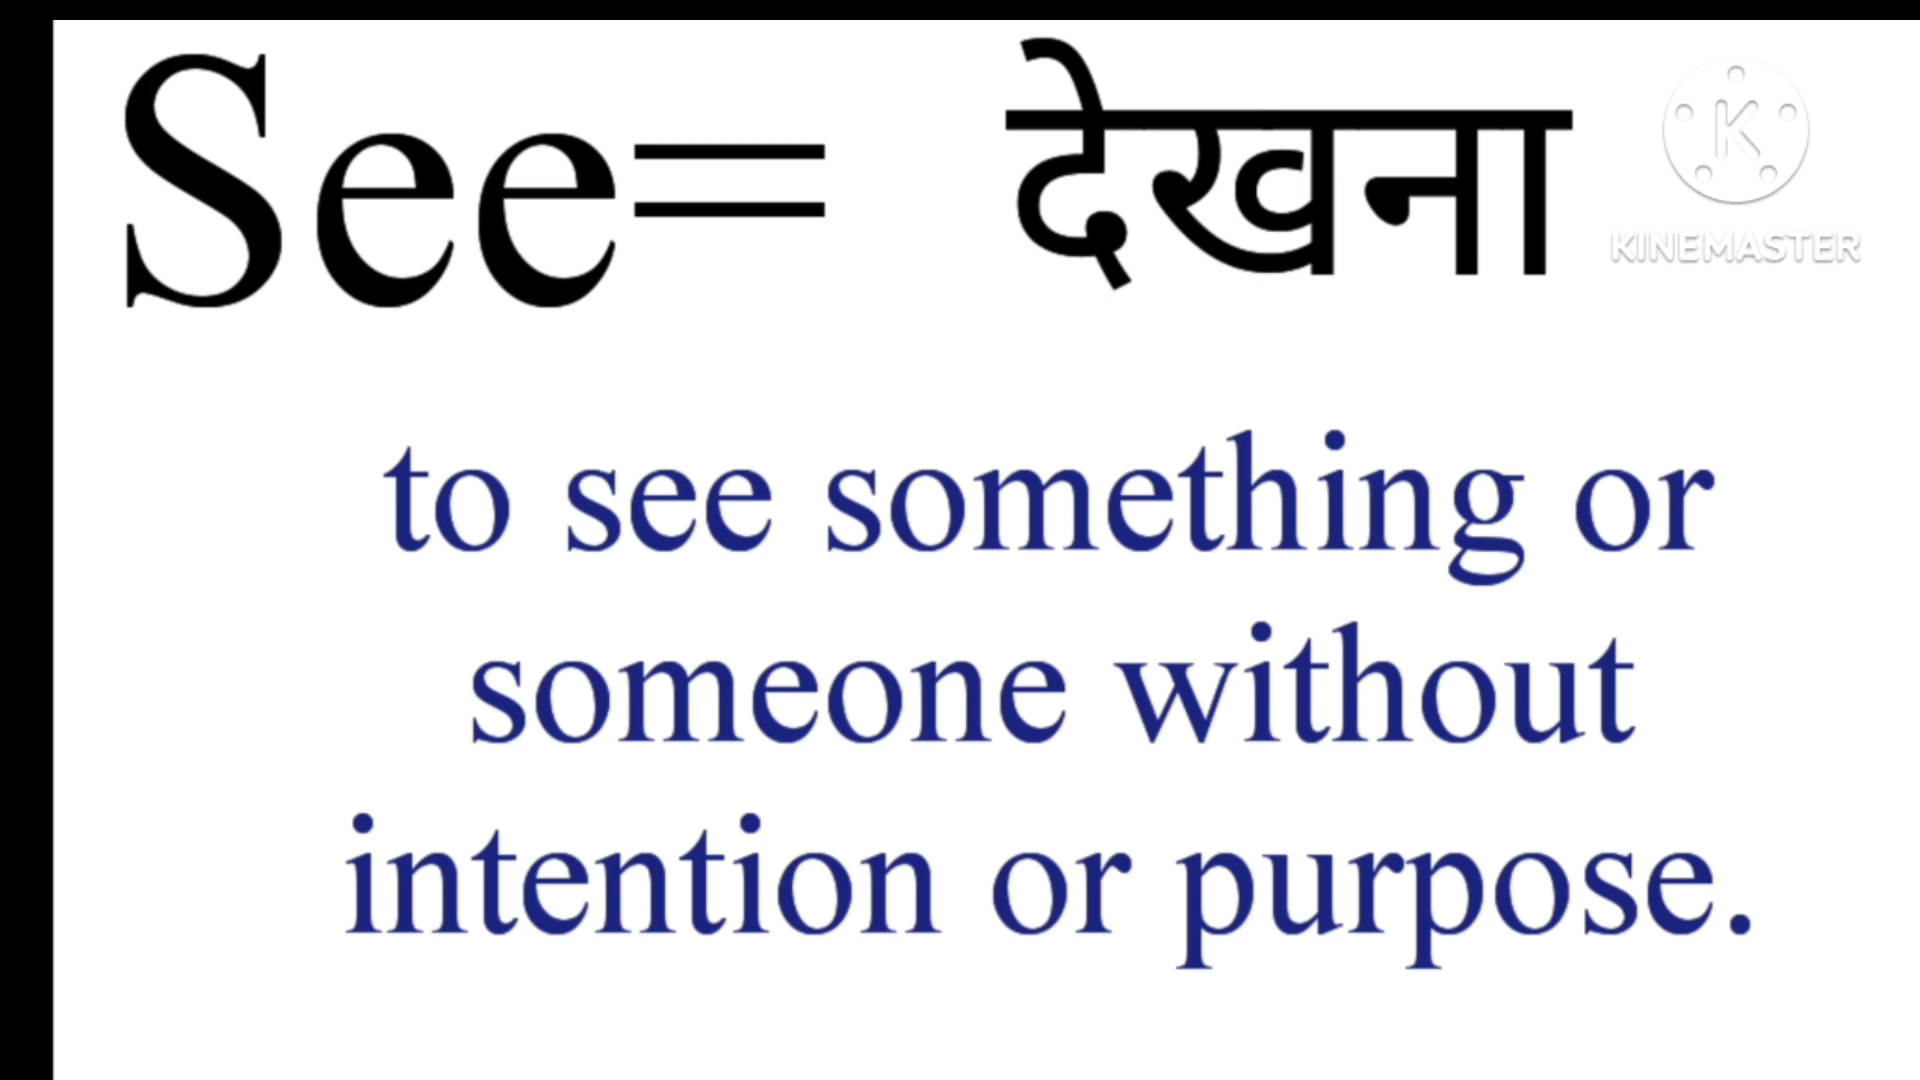 See= देखना
K
KINEMASTER
to see something or
someone without
intention or purpose.